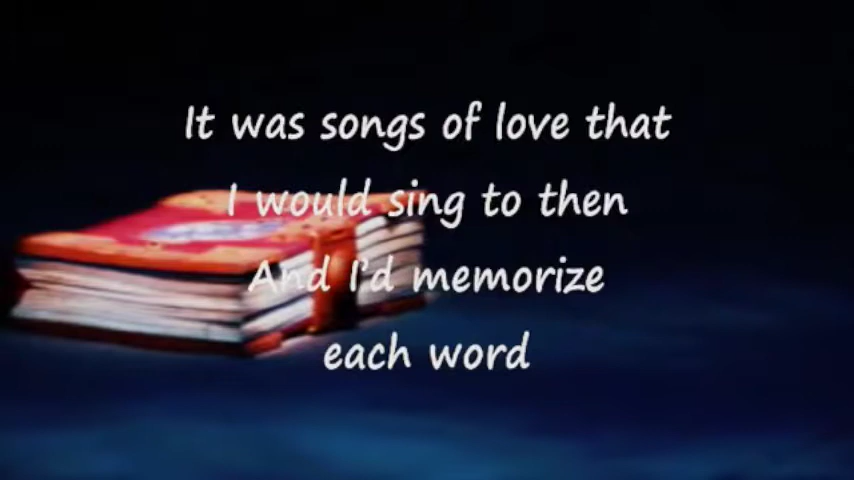 It was songs of love that
I would sing to then
And I'd memorize
each word